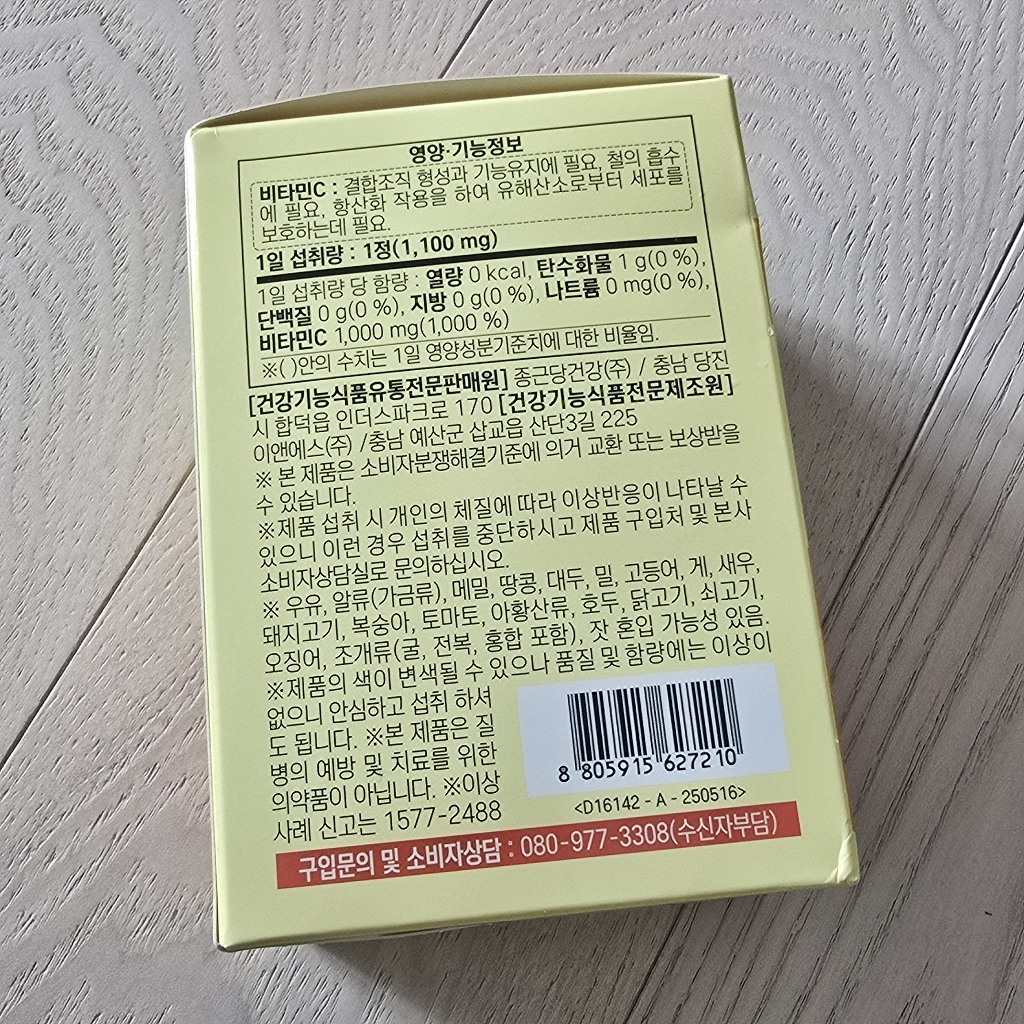 영양·기능정보
비타민C : 결합조직 형성과 기능유지에 필요, 철의 흡수
에 필요, 항산화 작용을 하여 유해산소로부터 세포를
보호하는데 필요.
1일 섭취량 : 1정(1,100 mg)
1일 섭취량 당 함량 : 열량 0 kcal, 탄수화물 1 g(0 %),
단백질 0 g(0 %), 지방 0 g(0 %), 나트륨 0 mg(0 %),
비타민C 1,000 mg(1,000 %)
※( )안의 수치는 1일 영양성분기준치에 대한 비율임.
[건강기능식품유통전문판매원] 종근당건강(주) / 충남 당진
시 합덕읍 인더스파크로 170 [건강기능식품전문제조원]
이앤에스(주) /충남 예산군 삽교읍 산단3길 225
※ 본 제품은 소비자분쟁해결기준에 의거 교환 또는 보상받을
수 있습니다.
※제품 섭취 시 개인의 체질에 따라 이상반응이 나타날 수
있으니 이런 경우 섭취를 중단하시고 제품 구입처 및 본사
소비자상담실로 문의하십시오.
※ 우유, 알류(가금류), 메밀, 땅콩, 대두, 밀, 고등어, 게, 새우,
돼지고기, 복숭아, 토마토, 아황산류, 호두, 닭고기, 쇠고기,
오징어, 조개류(굴, 전복, 홍합 포함), 잣 혼입 가능성 있음.
※제품의 색이 변색될 수 있으나 품질 및 함량에는 이상이
없으니 안심하고 섭취 하셔
도 됩니다. ※본 제품은 질
병의 예방 및 치료를 위한
의약품이 아닙니다. ※이상
사례 신고는 1577-2488
8 805915 627210
<D16142 - A - 250516>
구입문의 및 소비자상담 : 080-977-3308(수신자부담)